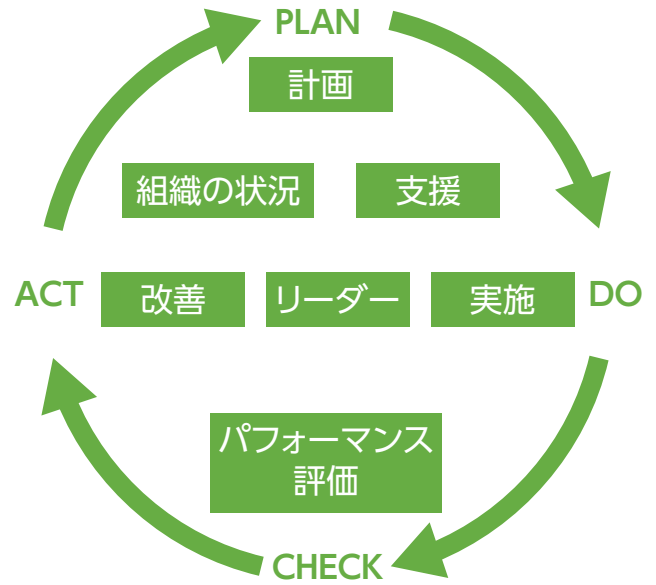 PLAN
計画
組織の状況
支援
ACT
改善
リーダー
実施
DO
パフォーマンス
評価
CHECK